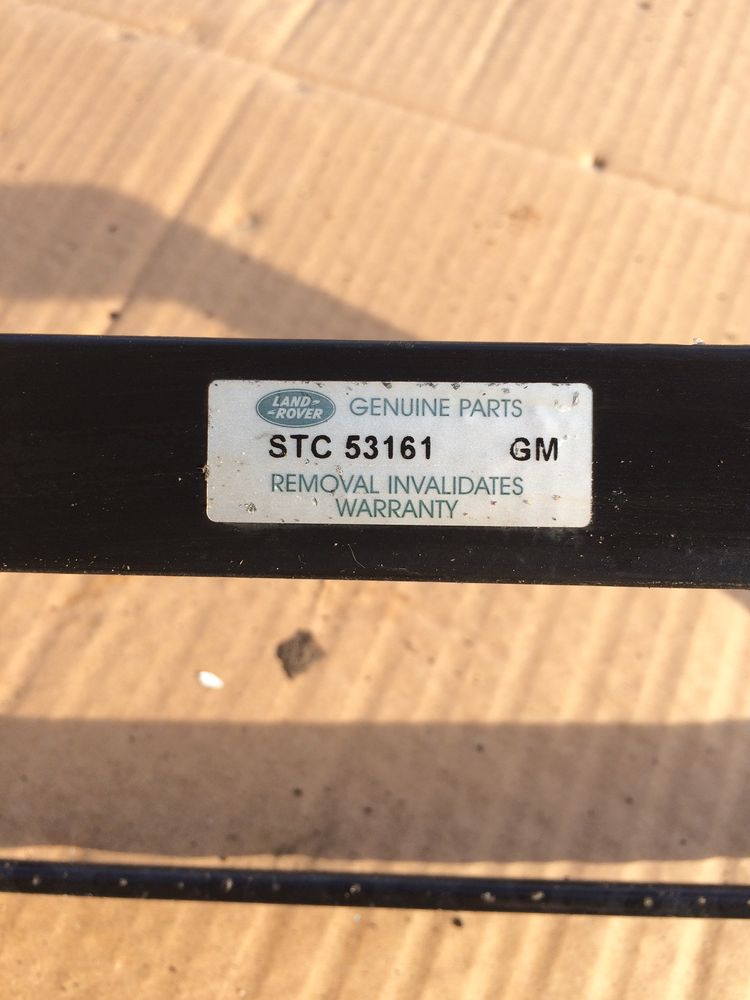 LAND-
-ROVER
GENUINE PARTS
STC 53161 GM
REMOVAL INVALIDATES
WARRANTY